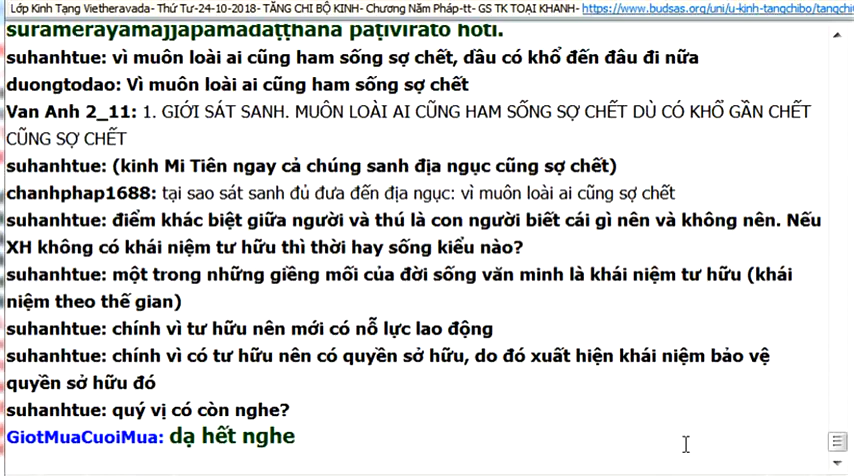 Lớp Kinh Tạng Vietheravada- Thứ Tư-24-10-2018- TĂNG CHI BỘ KINH- Chương Năm Pháp-tt- GS TK TOẠI KHANH- https://www.budsas.org/uni/u-kinh-tangchibo/tangchi
surāmerayamajjapamādaṭṭhānā paṭivirato hoti.
suhanhtue: vì muôn loài ai cũng ham sống sợ chết, dầu có khổ đến đâu đi nữa
duongtodao: Vì muôn loài ai cũng ham sống sợ chết
Van Anh 2_11: 1. GIỚI SÁT SANH. MUÔN LOÀI AI CŨNG HAM SỐNG SỢ CHẾT DÙ CÓ KHỔ GẦN CHẾT
CŨNG SỢ CHẾT
suhanhtue: (kinh Mi Tiên ngay cả chúng sanh địa ngục cũng sợ chết)
chanhphap1688: tại sao sát sanh đủ đưa đến địa ngục: vì muôn loài ai cũng sợ chết
suhanhtue: điểm khác biệt giữa người và thú là con người biết cái gì nên và không nên. Nếu
XH không có khái niệm tư hữu thì thời hay sống kiểu nào?
suhanhtue: một trong những giềng mối của đời sống văn minh là khái niệm tư hữu (khái
niệm theo thế gian)
suhanhtue: chính vì tư hữu nên mới có nỗ lực lao động
suhanhtue: chính vì có tư hữu nên có quyền sở hữu, do đó xuất hiện khái niệm bảo vệ
quyền sở hữu đó
suhanhtue: quý vị có còn nghe?
GiotMuaCuoiMua: dạ hết nghe